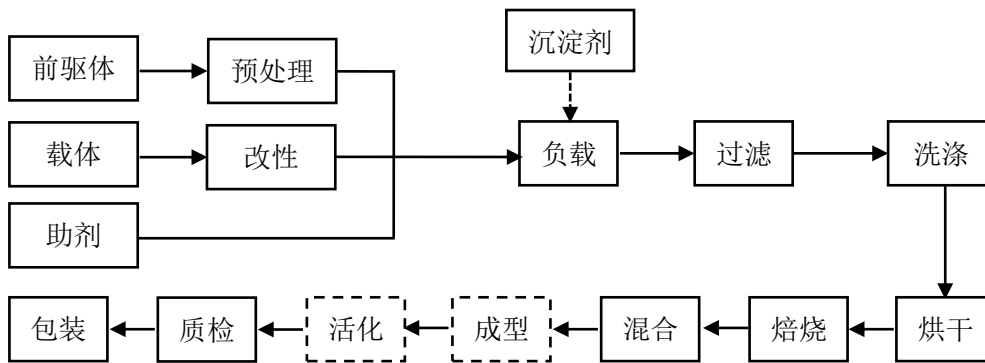 沉淀剂
前驱体
预处理
载体
改性
负载
过滤
洗涤
助剂
包装
质检
活化
成型
混合
焙烧
烘干